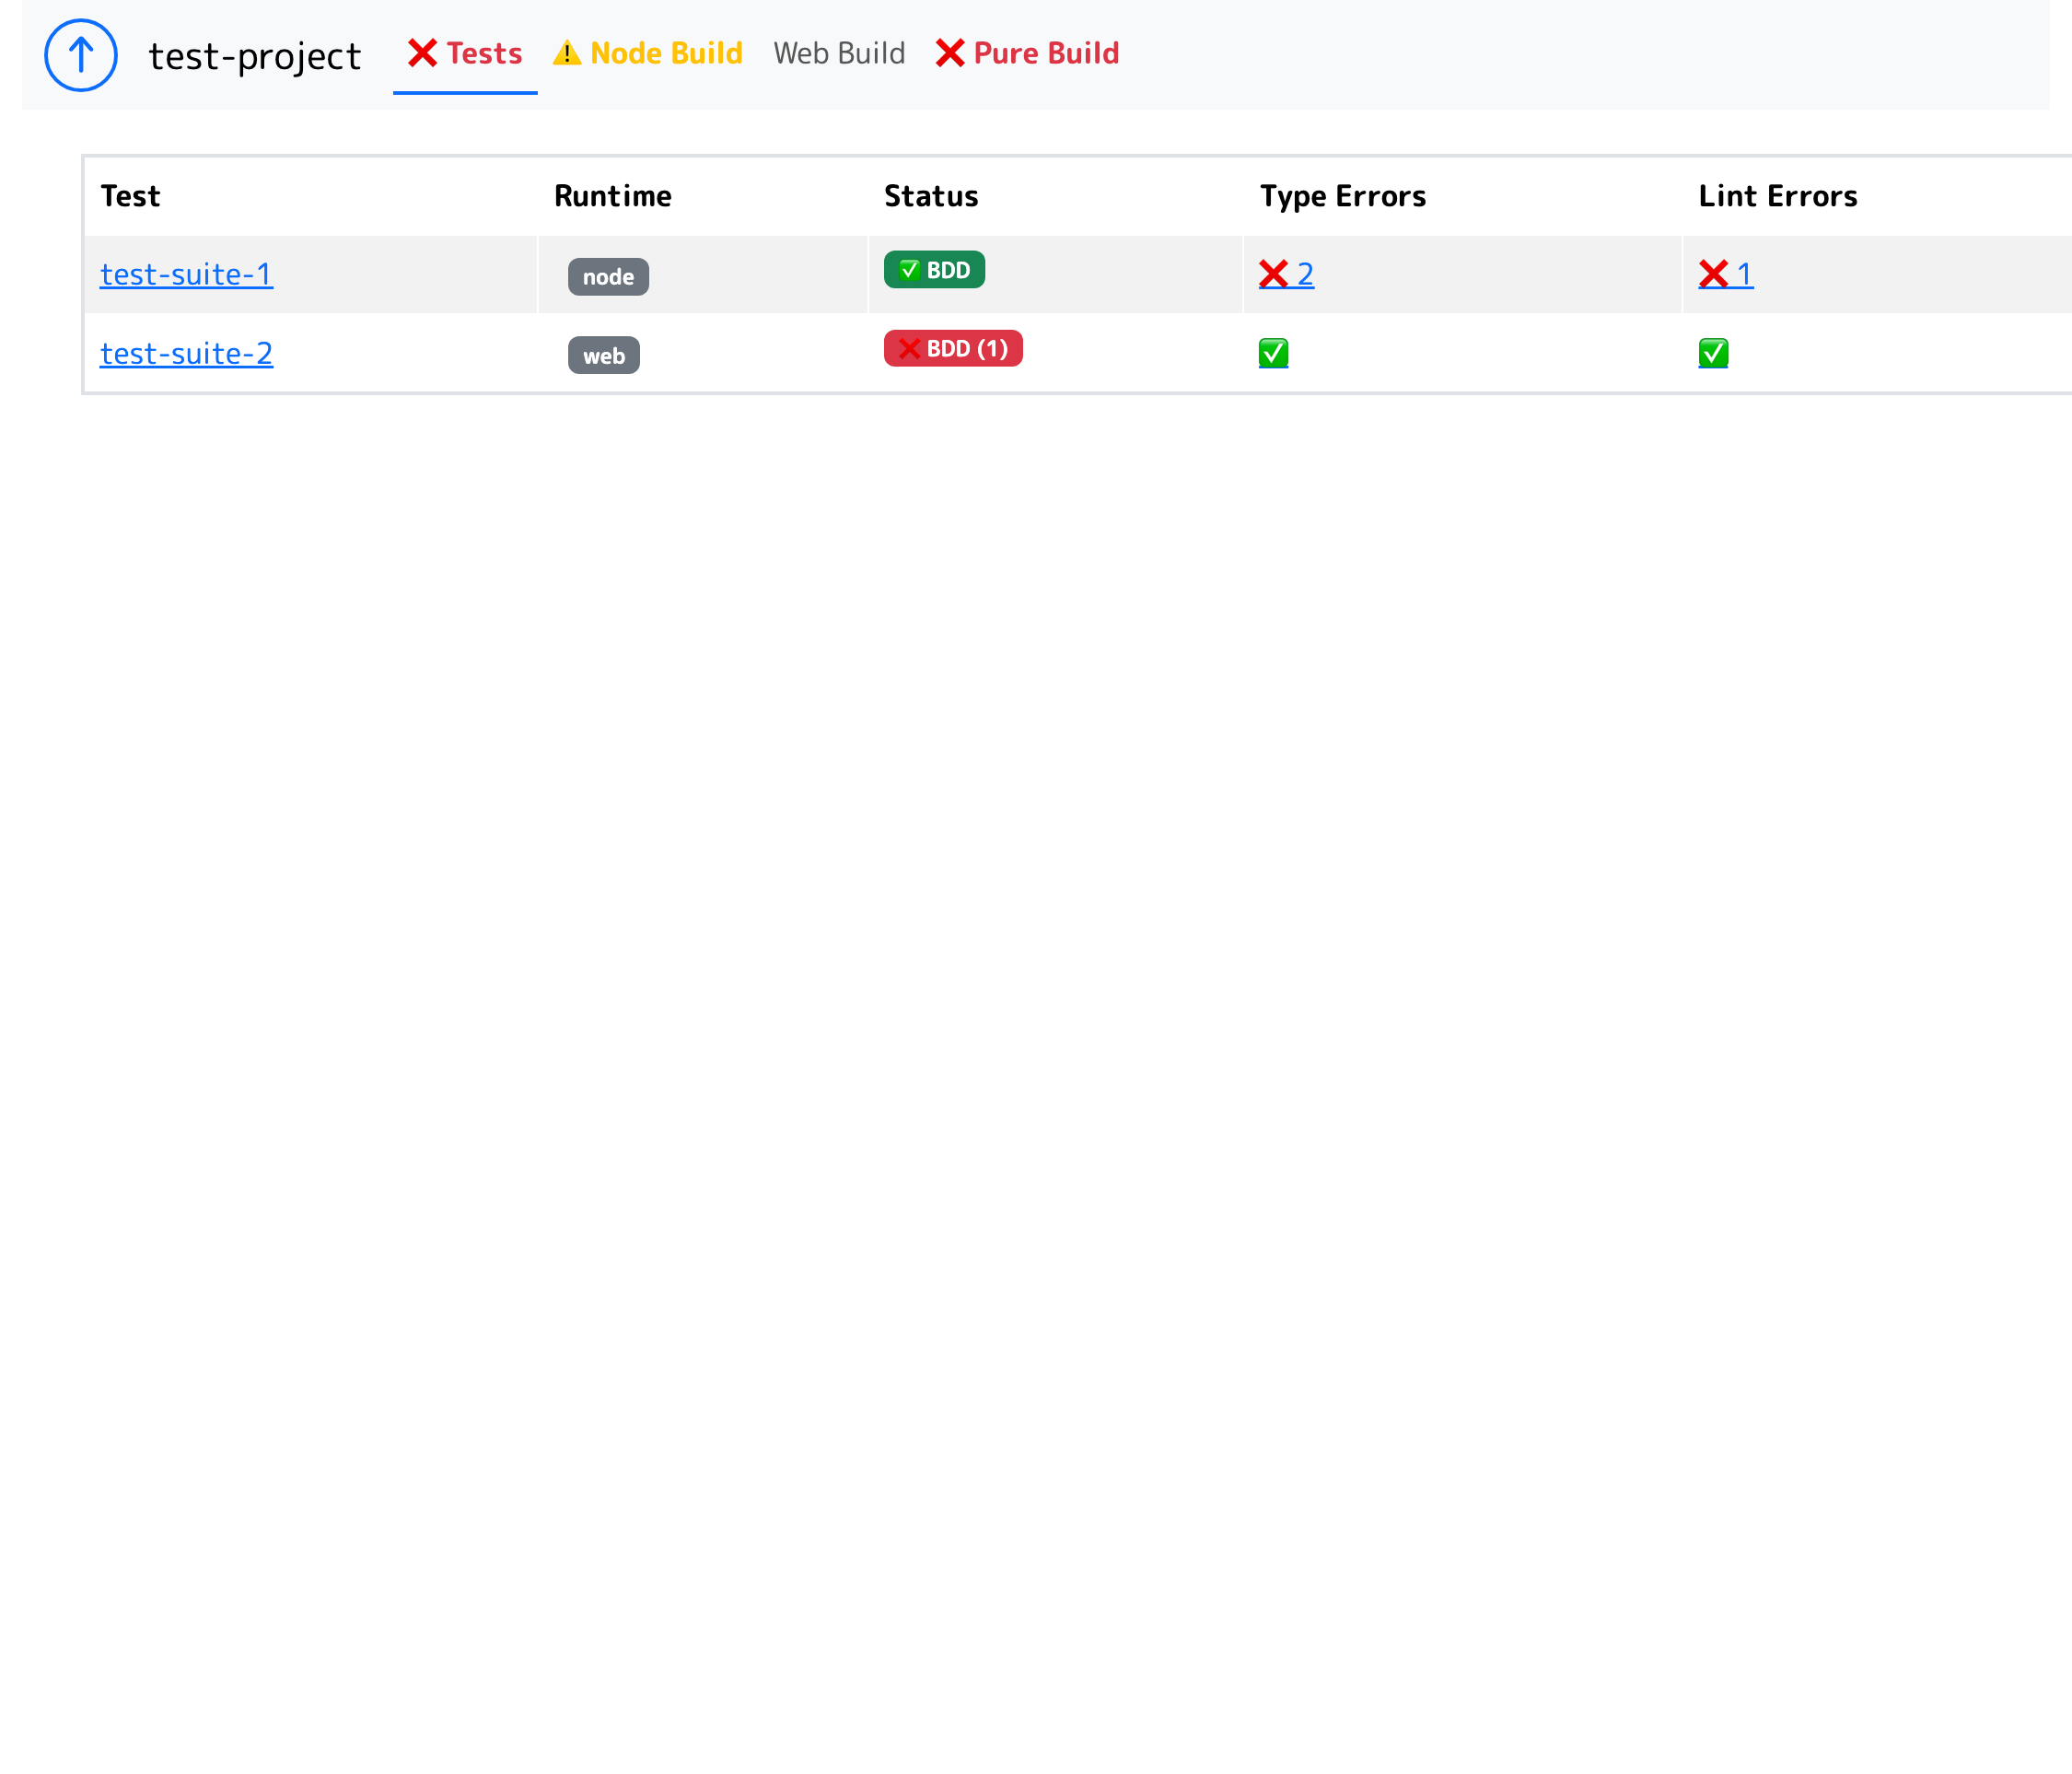 test-project ❌ Tests ⚠️ Node Build Web Build ❌ Pure Build
Test Runtime Status Type Errors Lint Errors
test-suite-1 node ✅ BDD ❌ 2 ❌ 1
test-suite-2 web ❌ BDD (1) ✅ ✅